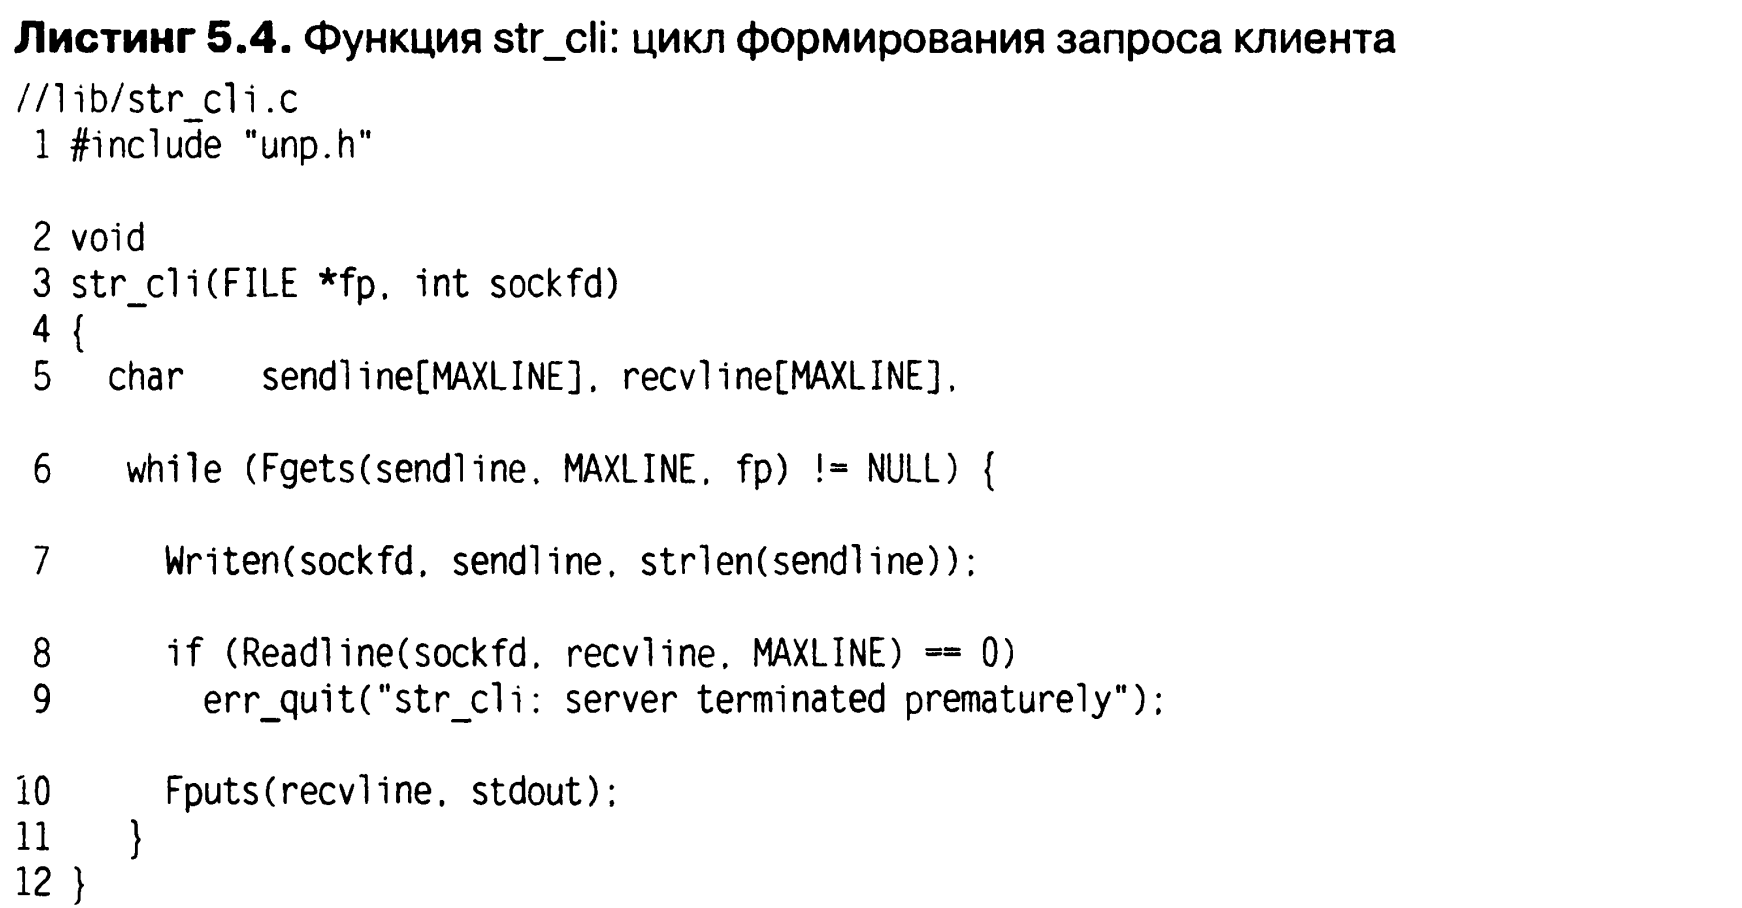 Листинг 5.4. Функция str_cli: цикл формирования запроса клиента
//lib/str_cli.c
1 #include "unp.h"
2 void
3 str_cli(FILE *fp. int sockfd)
4 {
5 char sendline[MAXLINE]. recvline[MAXLINE].
6 while (Fgets(sendline. MAXLINE. fp) != NULL) {
7 Writen(sockfd. sendline. strlen(sendline)):
8 if (Readline(sockfd. recvline. MAXLINE) == 0)
9 err_quit("str_cli: server terminated prematurely"):
10 Fputs(recvline. stdout):
11 }
12 }